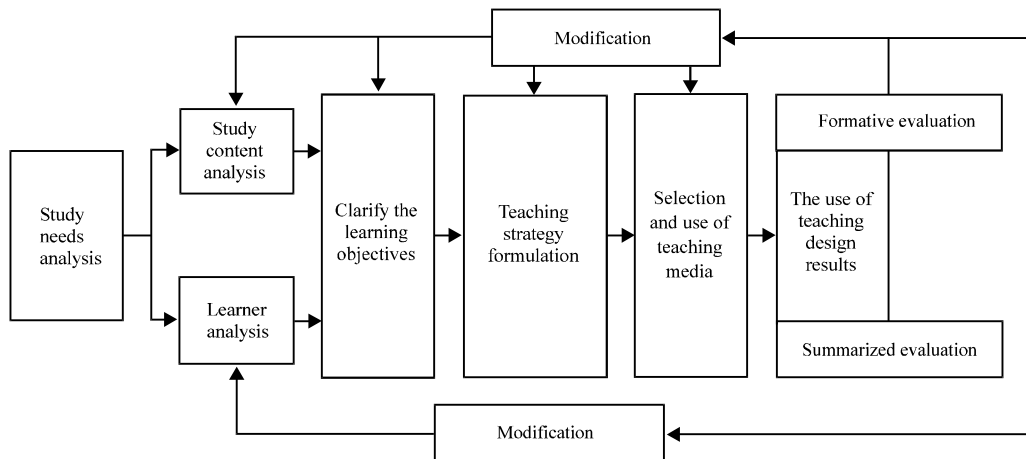 Modification
Study
content
analysis
Study
needs
analysis
Learner
analysis
Clarify the
learning
objectives
Teaching
strategy
formulation
Selection
and use of
teaching
media
Formative evaluation
The use of
teaching
design
results
Summarized evaluation
Modification